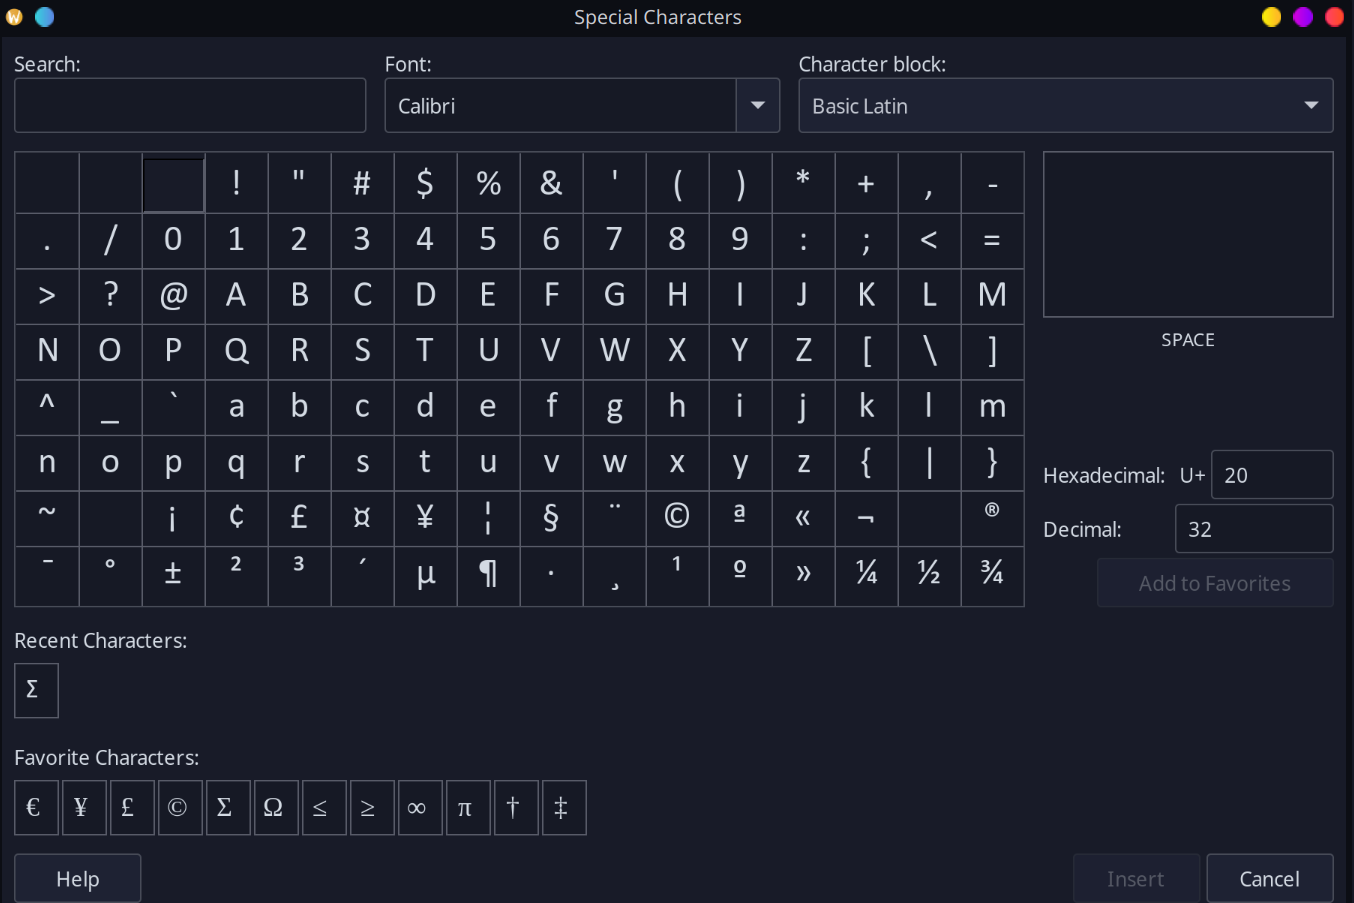 Special Characters
Search: Font: Character block:
Calibri Basic Latin
! " # $ % & ' ( ) * + , -
. / 0 1 2 3 4 5 6 7 8 9 : ; < =
> ? @ A B C D E F G H I J K L M
N O P Q R S T U V W X Y Z [ \ ]
SPACE
^ _ ` a b c d e f g h i j k l m
n o p q r s t u v w x y z { | }
Hexadecimal: U+ 20
~ ¡ ¢ £ ¤ ¥ ¦ § ¨ © ª « ¬ ®
Decimal: 32
¯ ° ± ² ³ ´ µ ¶ · ¸ ¹ º » ¼ ½ ¾
Add to Favorites
Recent Characters:
Σ
Favorite Characters:
€ ¥ £ © Σ Ω ≤ ≥ ∞ π † ‡
Help Insert Cancel